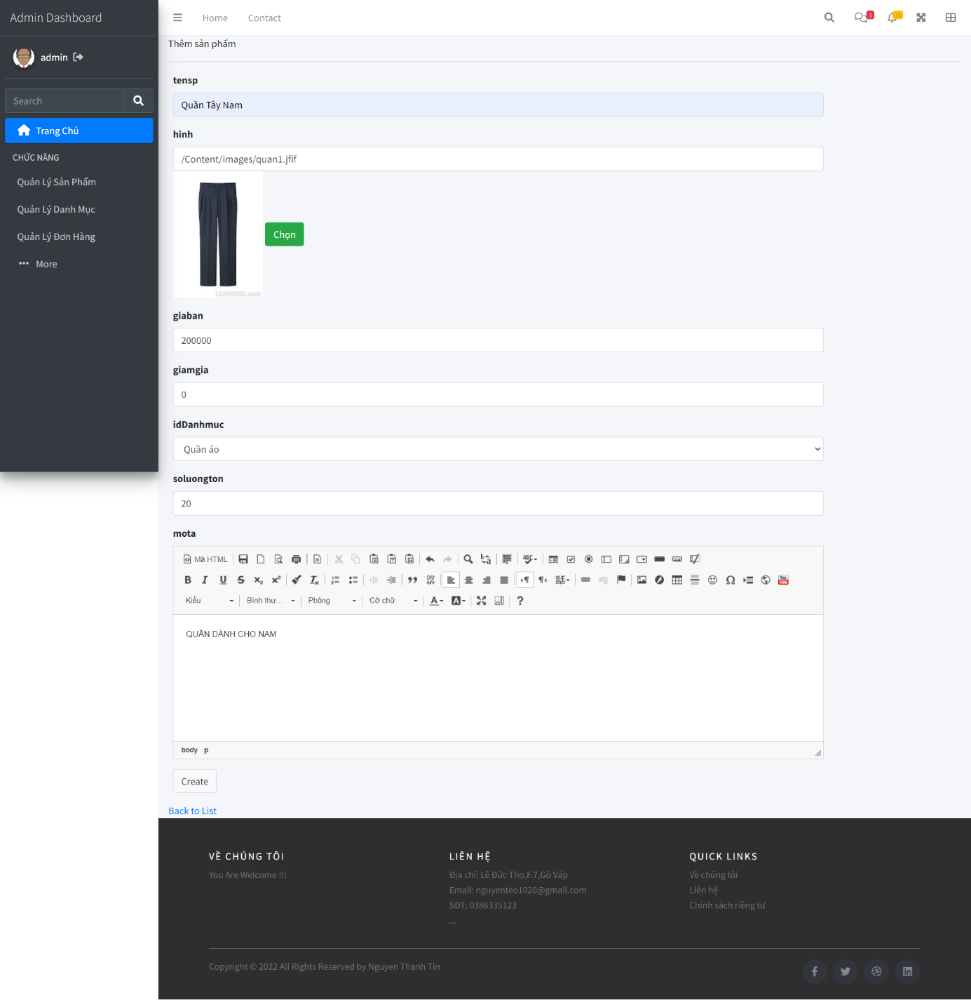 Admin Dashboard
Home
Contact
3
15
admin
Search
Trang Chủ
CHỨC NĂNG
Quản Lý Sản Phẩm
Quản Lý Danh Mục
Quản Lý Đơn Hàng
More
Thêm sản phẩm
tensp
Quần Tây Nam
hinh
/Content/images/quan1.jfif
Chọn
giaban
200000
giamgia
0
idDanhmuc
Quần áo
soluongton
20
mota
Mã HTML
Kiểu
Bình thư...
Phông
Cỡ chữ
QUẦN DÀNH CHO NAM
body p
Create
Back to List
VỀ CHÚNG TÔI
You Are Welcome !!!
LIÊN HỆ
Địa chỉ: Lê Đức Thọ,F.7,Gò Vấp
Email: nguyenteo1020@gmail.com
SĐT: 0386335123
...
QUICK LINKS
Về chúng tôi
Liên hệ
Chính sách riêng tư
Copyright © 2022 All Rights Reserved by Nguyen Thanh Tin